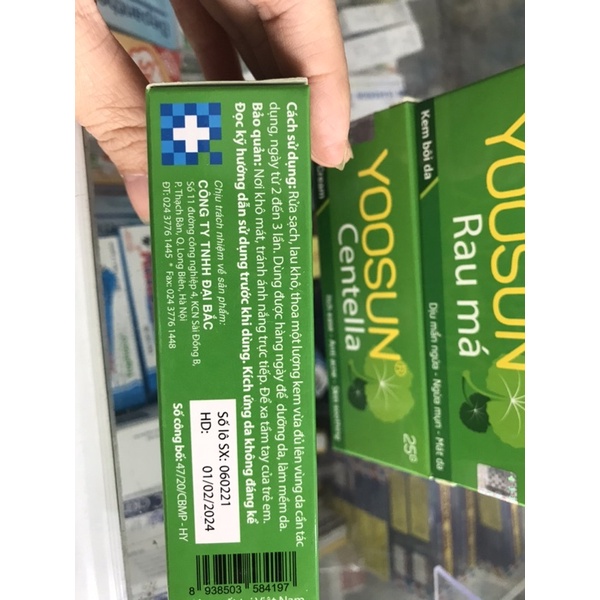 Cách sử dụng: Rửa sạch, lau khô, thoa một lượng kem vừa đủ lên vùng da cần tác
dụng, ngày từ 2 đến 3 lần. Dùng được hàng ngày để dưỡng da, làm mềm da.
Bảo quản: Nơi khô mát, tránh ánh nắng trực tiếp. Để xa tầm tay của trẻ em.
Đọc kỹ hướng dẫn sử dụng trước khi dùng. Kích ứng da không đáng kể
Chịu trách nhiệm về sản phẩm:
CÔNG TY TNHH ĐẠI BẮC
Số 11 đường công nghiệp 4, KCN Sài Đồng B,
P. Thạch Bàn, Q. Long Biên, Hà Nội
ĐT: 024 3776 1445 * Fax: 024 3776 1448
Số lô SX: 060221
HD: 01/02/2024
Số công bố: 47/20/CBMP - HY
8 938503 584197
Cream
YOOSUN®
Centella
25g
Kem bôi da
YOOSUN
Rau má
Dịu mẩn ngứa - Ngừa mụn - Mát da